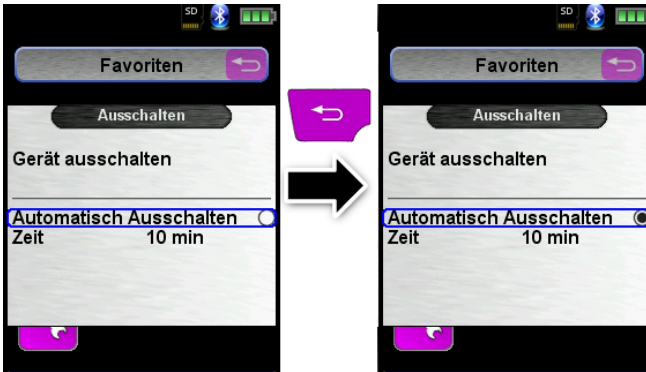 SD
Favoriten
Ausschalten
Gerät ausschalten
Automatisch Ausschalten
Zeit 10 min
SD
Favoriten
Ausschalten
Gerät ausschalten
Automatisch Ausschalten
Zeit 10 min